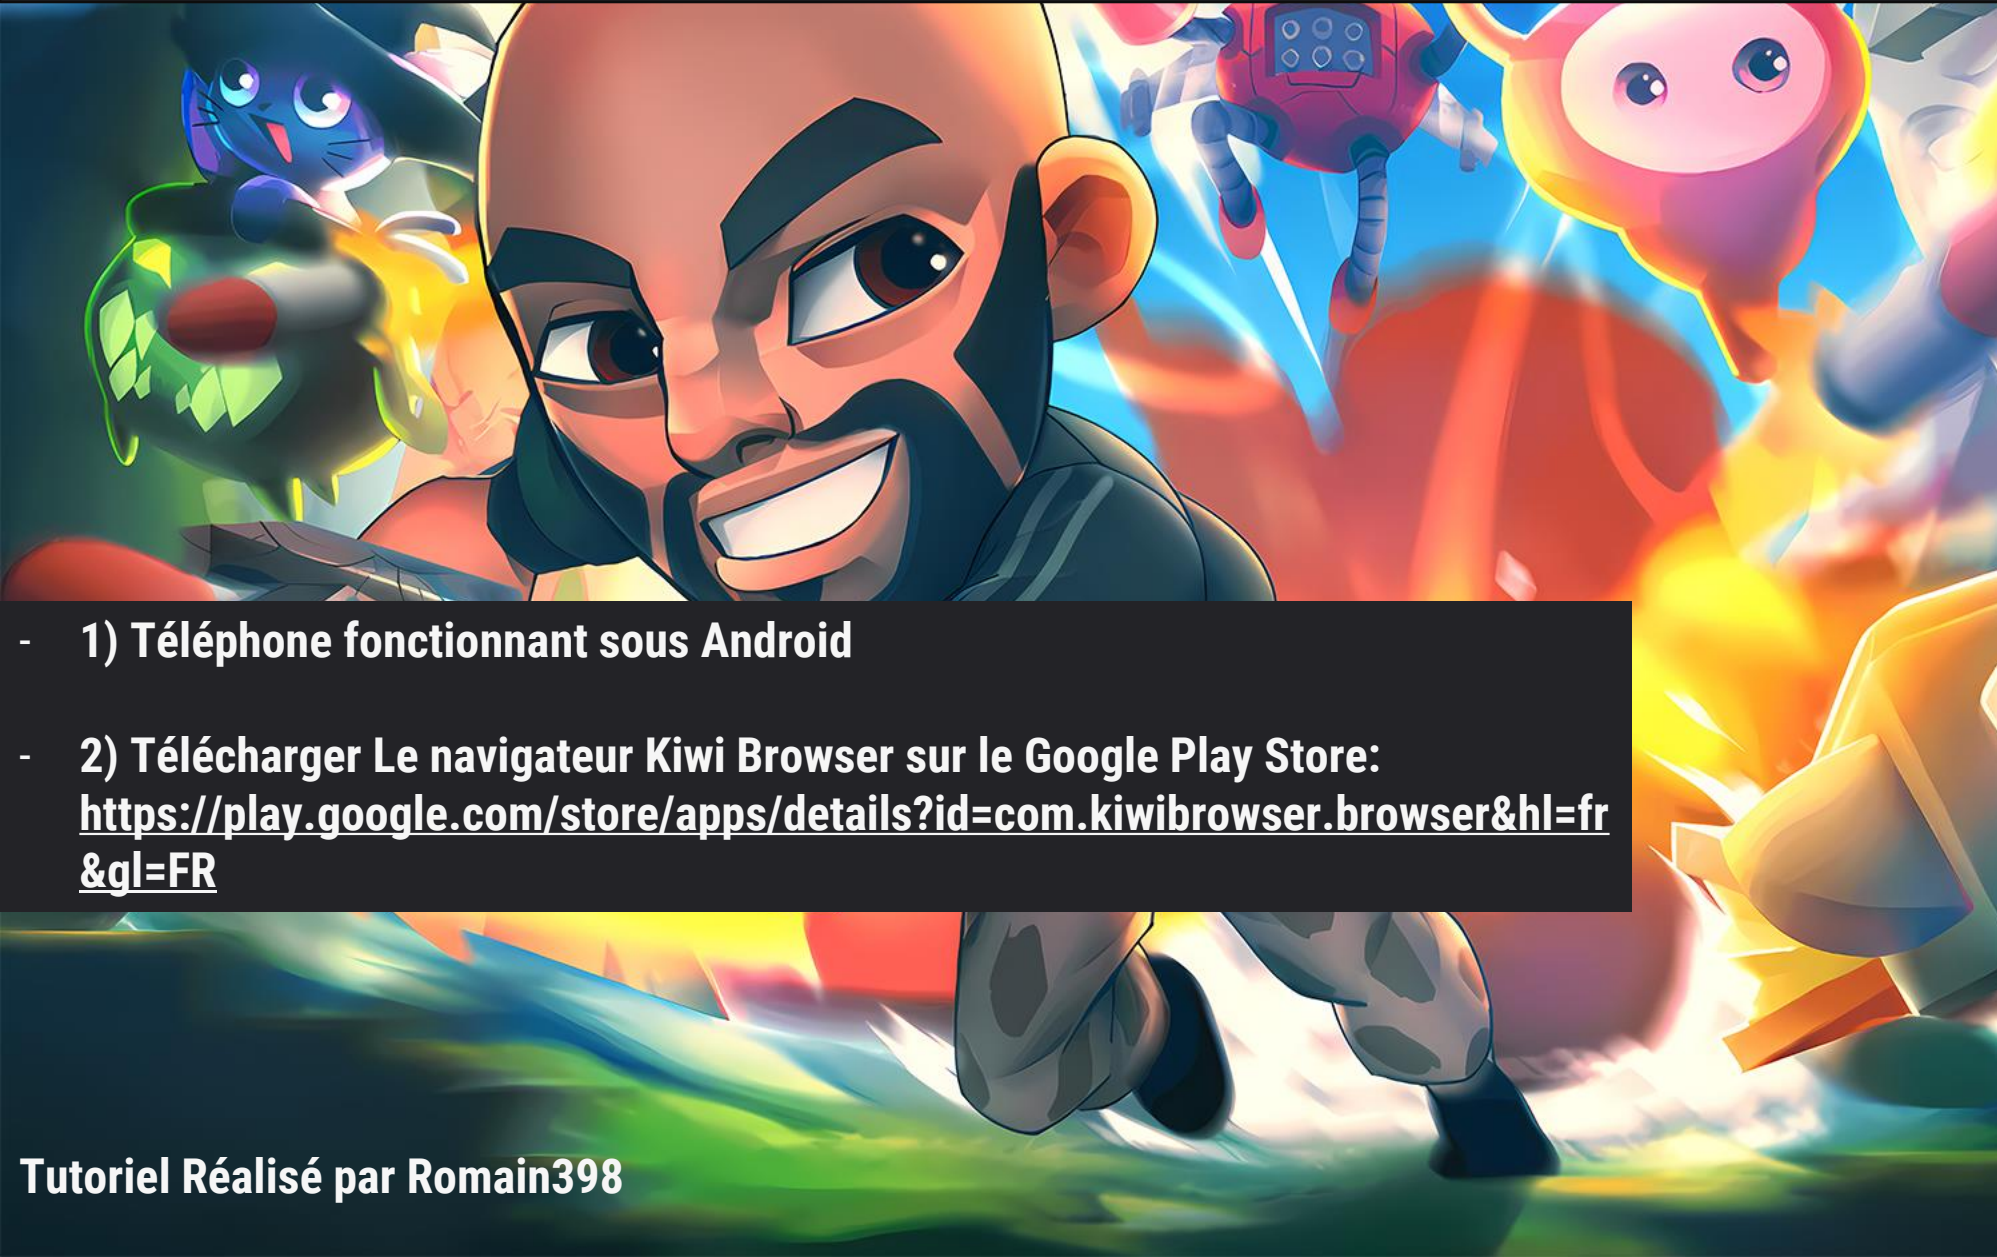 - 1) Téléphone fonctionnant sous Android
- 2) Télécharger Le navigateur Kiwi Browser sur le Google Play Store:
https://play.google.com/store/apps/details?id=com.kiwibrowser.browser&hl=fr
&gl=FR
Tutoriel Réalisé par Romain398